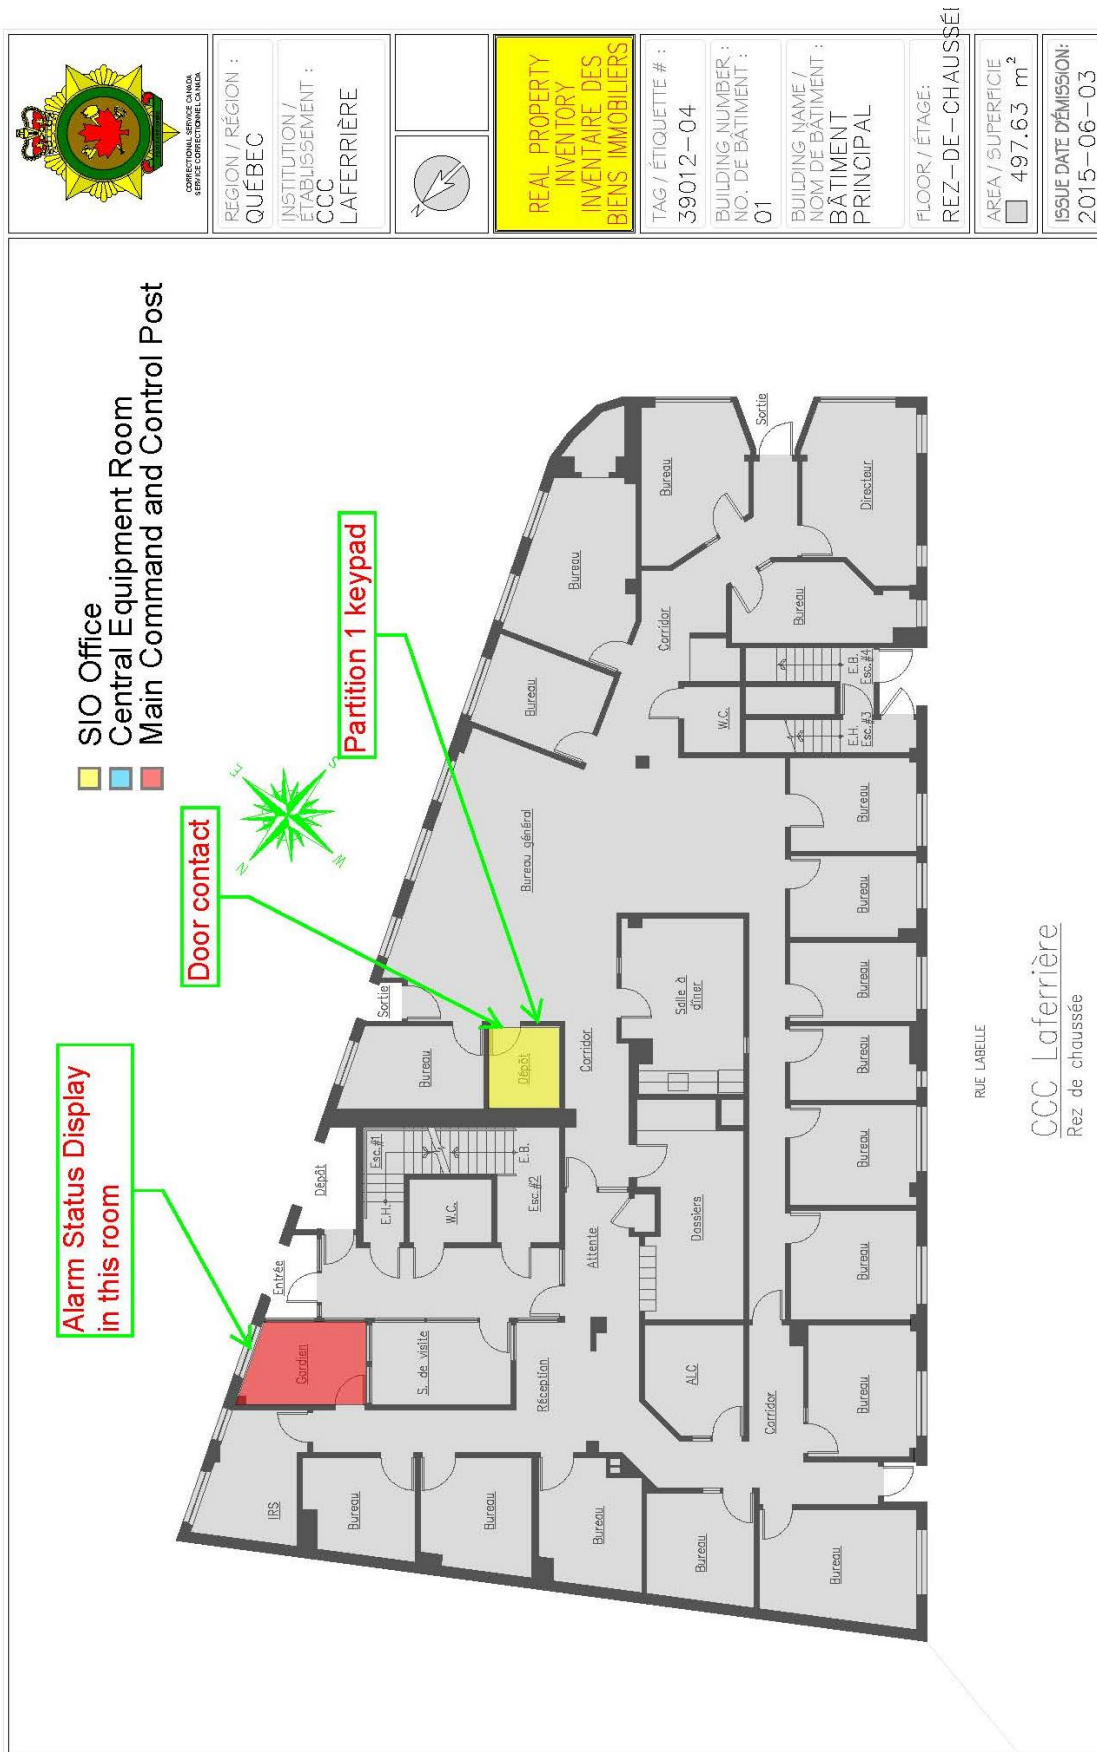 CORRECTIONAL SERVICE CANADA
SERVICE CORRECTIONNEL CANADA
REGION / RÉGION :
QUÉBEC
INSTITUTION /
ÉTABLISSEMENT :
CCC
LAFERRIÈRE
N
REAL PROPERTY
INVENTORY
INVENTAIRE DES
BIENS IMMOBILIERS
TAG / ÉTIQUETTE # :
39012-04
BUILDING NUMBER :
NO. DE BÂTIMENT :
01
BUILDING NAME /
NOM DE BÂTIMENT :
BÂTIMENT
PRINCIPAL
FLOOR / ÉTAGE:
REZ-DE-CHAUSSÉE
AREA / SUPERFICIE
497.63 m²
ISSUE DATE D'ÉMISSION:
2015-06-03
SIO Office
Central Equipment Room
Main Command and Control Post
Alarm Status Display
in this room
Door contact
Partition 1 keypad
N
E
S
W
Entrée
Dépôt
Sortie
Gardien
IRS
S. de visite
Réception
Bureau
Bureau
Bureau
Bureau
Bureau
E.H.
Esc.#1
W.C.
Esc.#2
E.B.
Attente
Dossiers
ALC
Corridor
Bureau
Dépôt
Corridor
Salle à
dîner
Bureau général
Bureau
Bureau
Corridor
W.C.
Bureau
Sortie
Directeur
Bureau
E.H.
Esc.#3
E.B.
Esc.#4
Bureau
Bureau
Bureau
Bureau
Bureau
Bureau
Bureau
RUE LABELLE
CCC Laferrière
Rez de chaussée